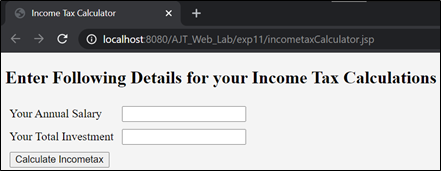 Income Tax Calculator
localhost:8080/AJT_Web_Lab/exp11/incometaxCalculator.jsp
Enter Following Details for your Income Tax Calculations
Your Annual Salary
Your Total Investment
Calculate Incometax